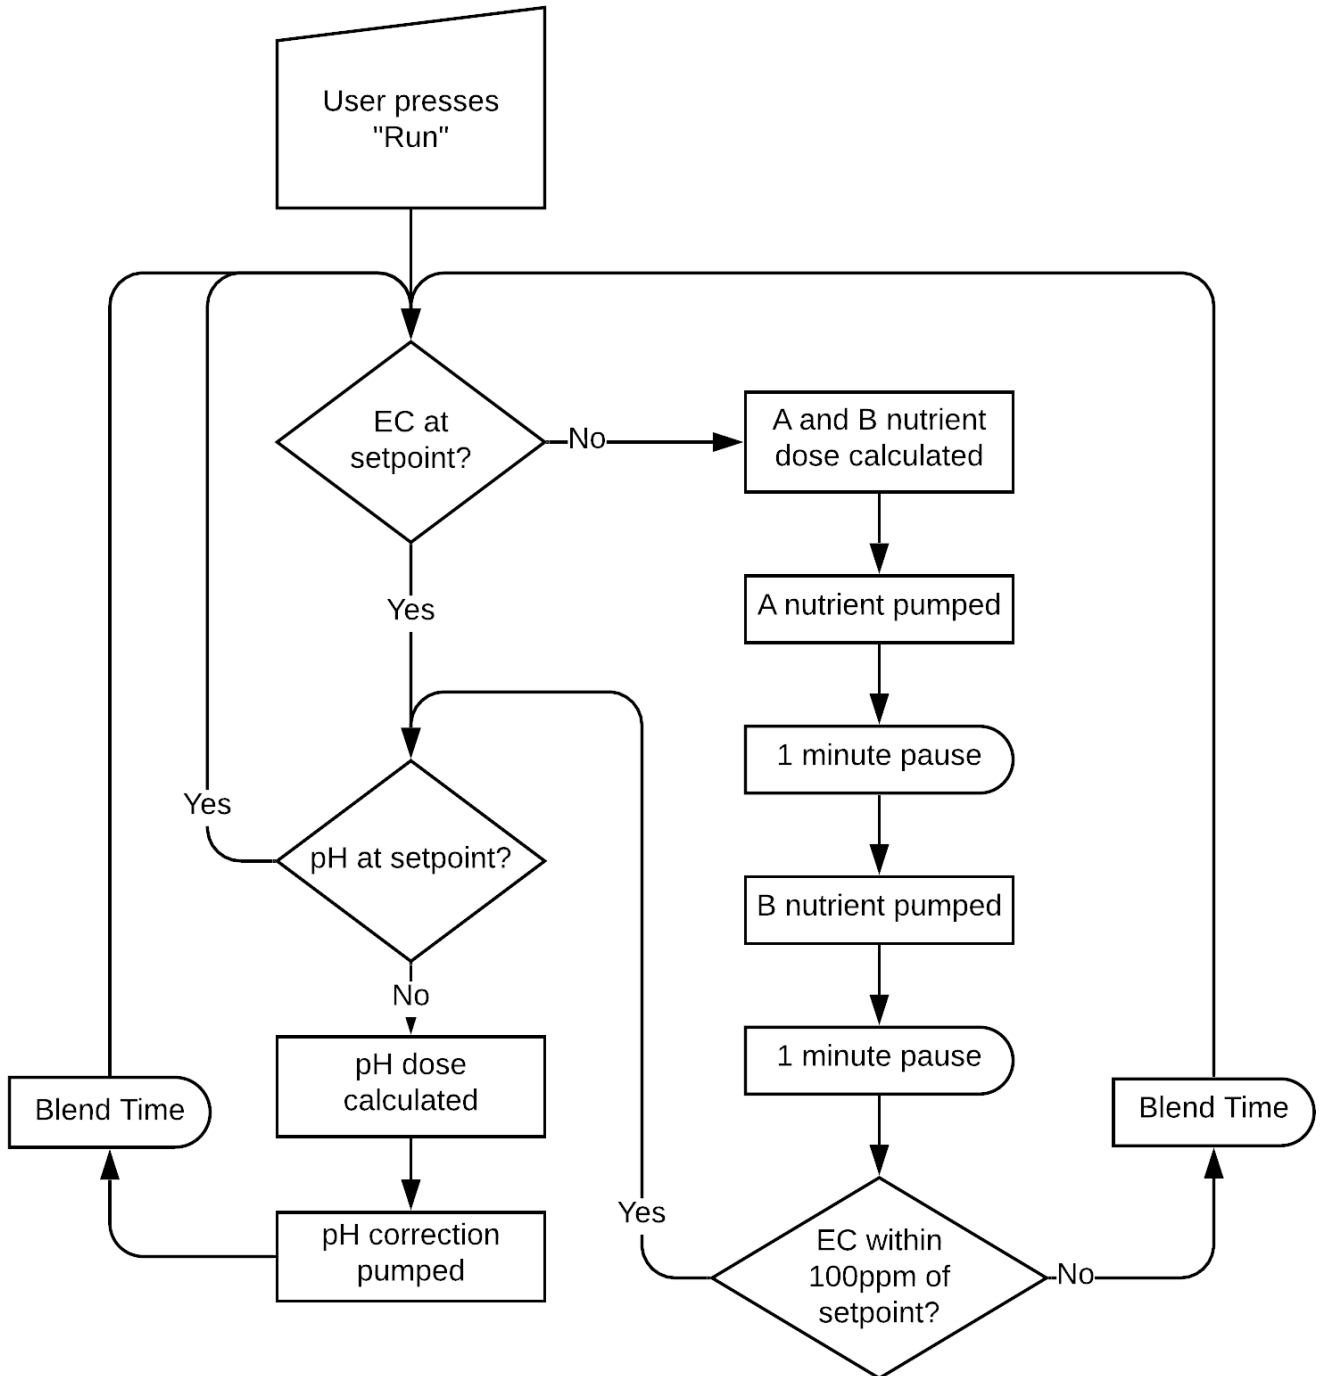 User presses
"Run"
EC at
setpoint?
No
A and B nutrient
dose calculated
A nutrient pumped
Yes
1 minute pause
Yes
pH at setpoint?
B nutrient pumped
No
1 minute pause
pH dose
calculated
Blend Time
Blend Time
Yes
pH correction
pumped
EC within
100ppm of
setpoint?
No